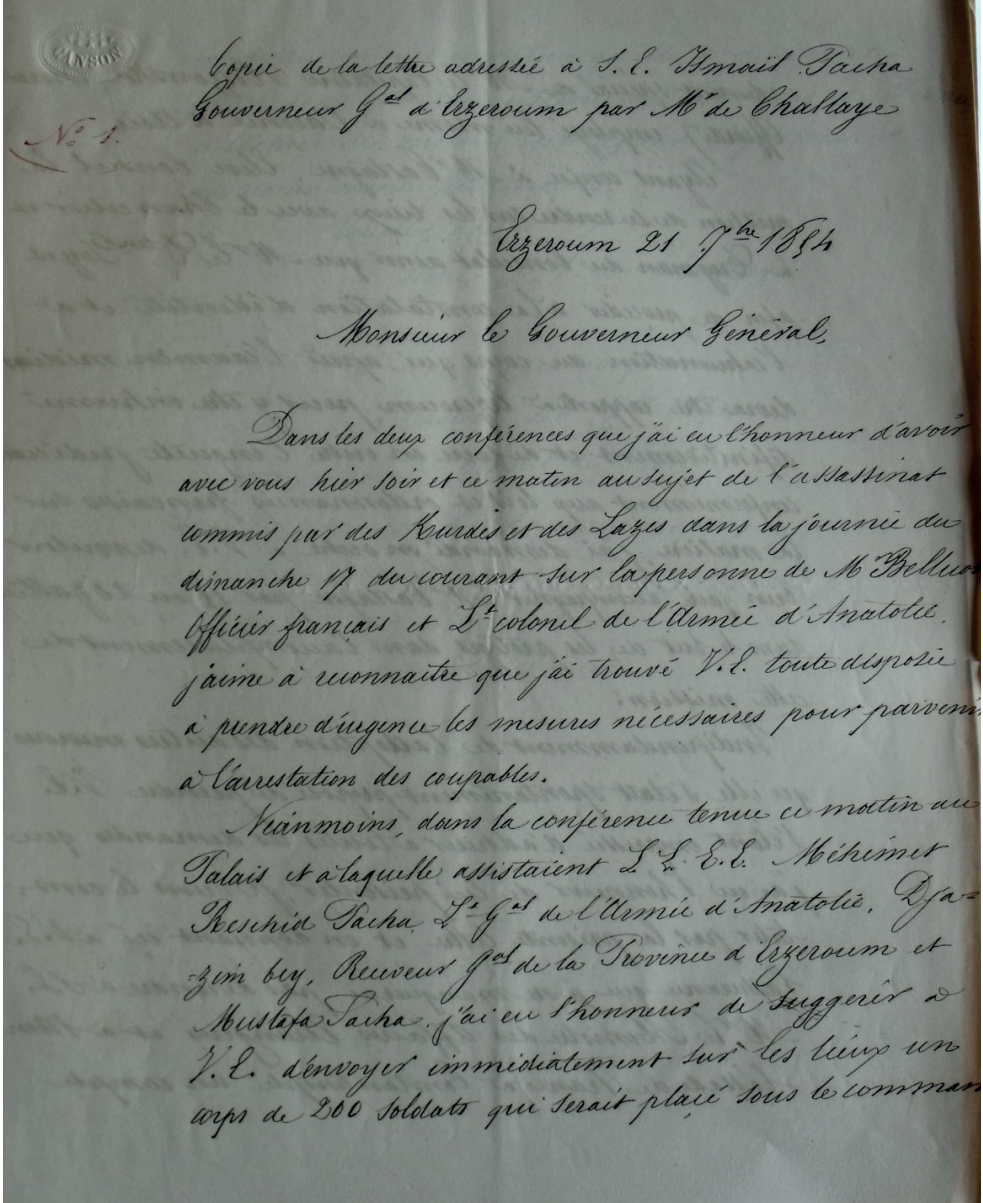 CANSON
Copie de la lettre adressée à S. E. Ismaïl Pacha
Gouverneur Gal d'Erzeroum par Mr de Challaye
No 1.
Erzeroum 21 7bre 1854
Monsieur le Gouverneur Général,
Dans les deux conférences que j'ai eu l'honneur d'avoir
avec vous hier soir et ce matin au sujet de l'assassinat
commis par des Kurdes et des Lazes dans la journée du
dimanche 17 du courant sur la personne de Mr
Officier français et Lt colonel de l'Armée d'Anatolie,
j'aime à reconnaître que j'ai trouvé V. E. toute disposée
à prendre d'urgence les mesures nécessaires pour parvenir
à l'arrestation des coupables.
Néanmoins, dans la conférence tenue ce matin au
Palais et à laquelle assistaient L L. E. E. Méhémet
Reschid Pacha, Lt Gal de l'Armée d'Anatolie, Dja=
=zim bey, Receveur Gal de la Province d'Erzeroum et
Mustafa Pacha, j'ai eu l'honneur de suggérer à
V. E. d'envoyer immédiatement sur les lieux un
corps de 200 soldats qui serait placé sous le comman